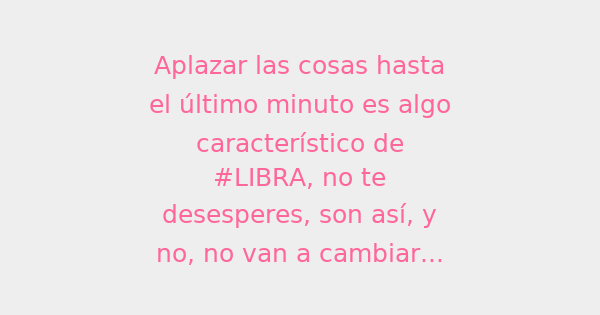 Aplazar las cosas hasta
el último minuto es algo
característico de
#LIBRA, no te
desesperes, son así, y
no, no van a cambiar...